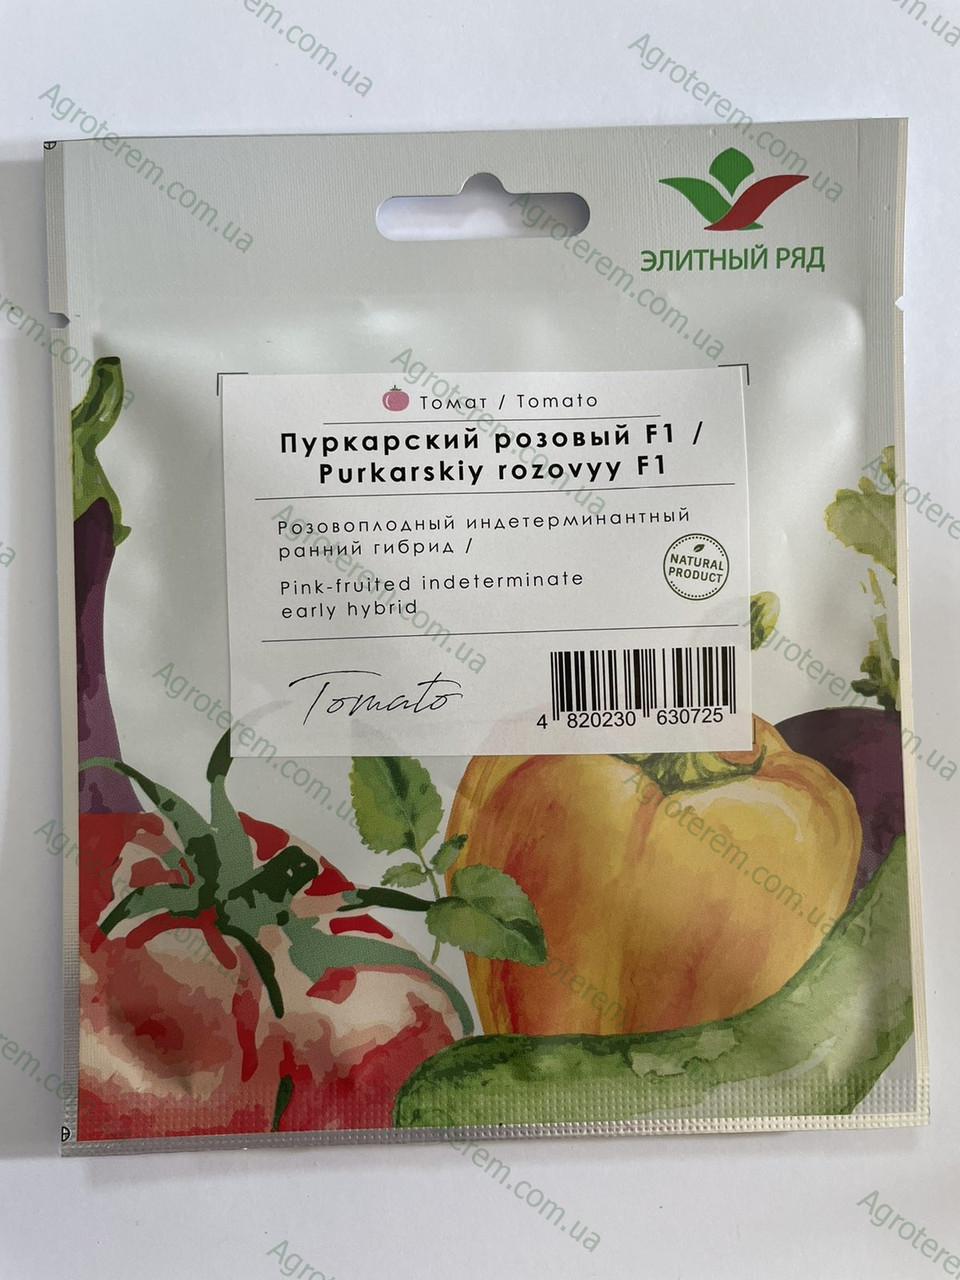 ЭЛИТНЫЙ РЯД
Томат / Tomato
Пуркарский розовый F1 /
Purkarskiy rozovyy F1
Розовоплодный индетерминантный
ранний гибрид /
Pink-fruited indeterminate
early hybrid
NATURAL
PRODUCT
Tomato
4 820230 630725
Agroterem.com.ua